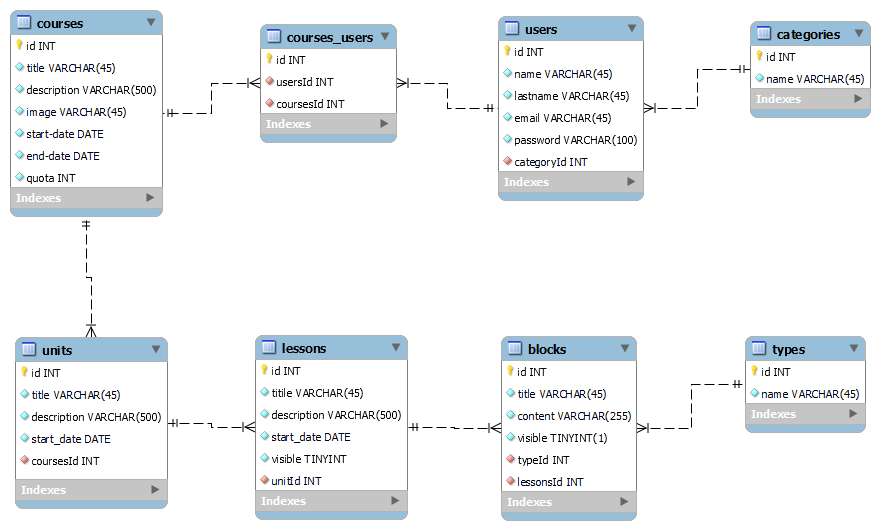 courses
id INT
title VARCHAR(45)
description VARCHAR(500)
image VARCHAR(45)
start-date DATE
end-date DATE
quota INT
Indexes
courses_users
id INT
usersId INT
coursesId INT
Indexes
users
id INT
name VARCHAR(45)
lastname VARCHAR(45)
email VARCHAR(45)
password VARCHAR(100)
categoryId INT
Indexes
categories
id INT
name VARCHAR(45)
Indexes
units
id INT
title VARCHAR(45)
description VARCHAR(500)
start_date DATE
coursesId INT
Indexes
lessons
id INT
titile VARCHAR(45)
description VARCHAR(500)
start_date DATE
visible TINYINT
unitId INT
Indexes
blocks
id INT
title VARCHAR(45)
content VARCHAR(255)
visible TINYINT(1)
typeId INT
lessonsId INT
Indexes
types
id INT
name VARCHAR(45)
Indexes